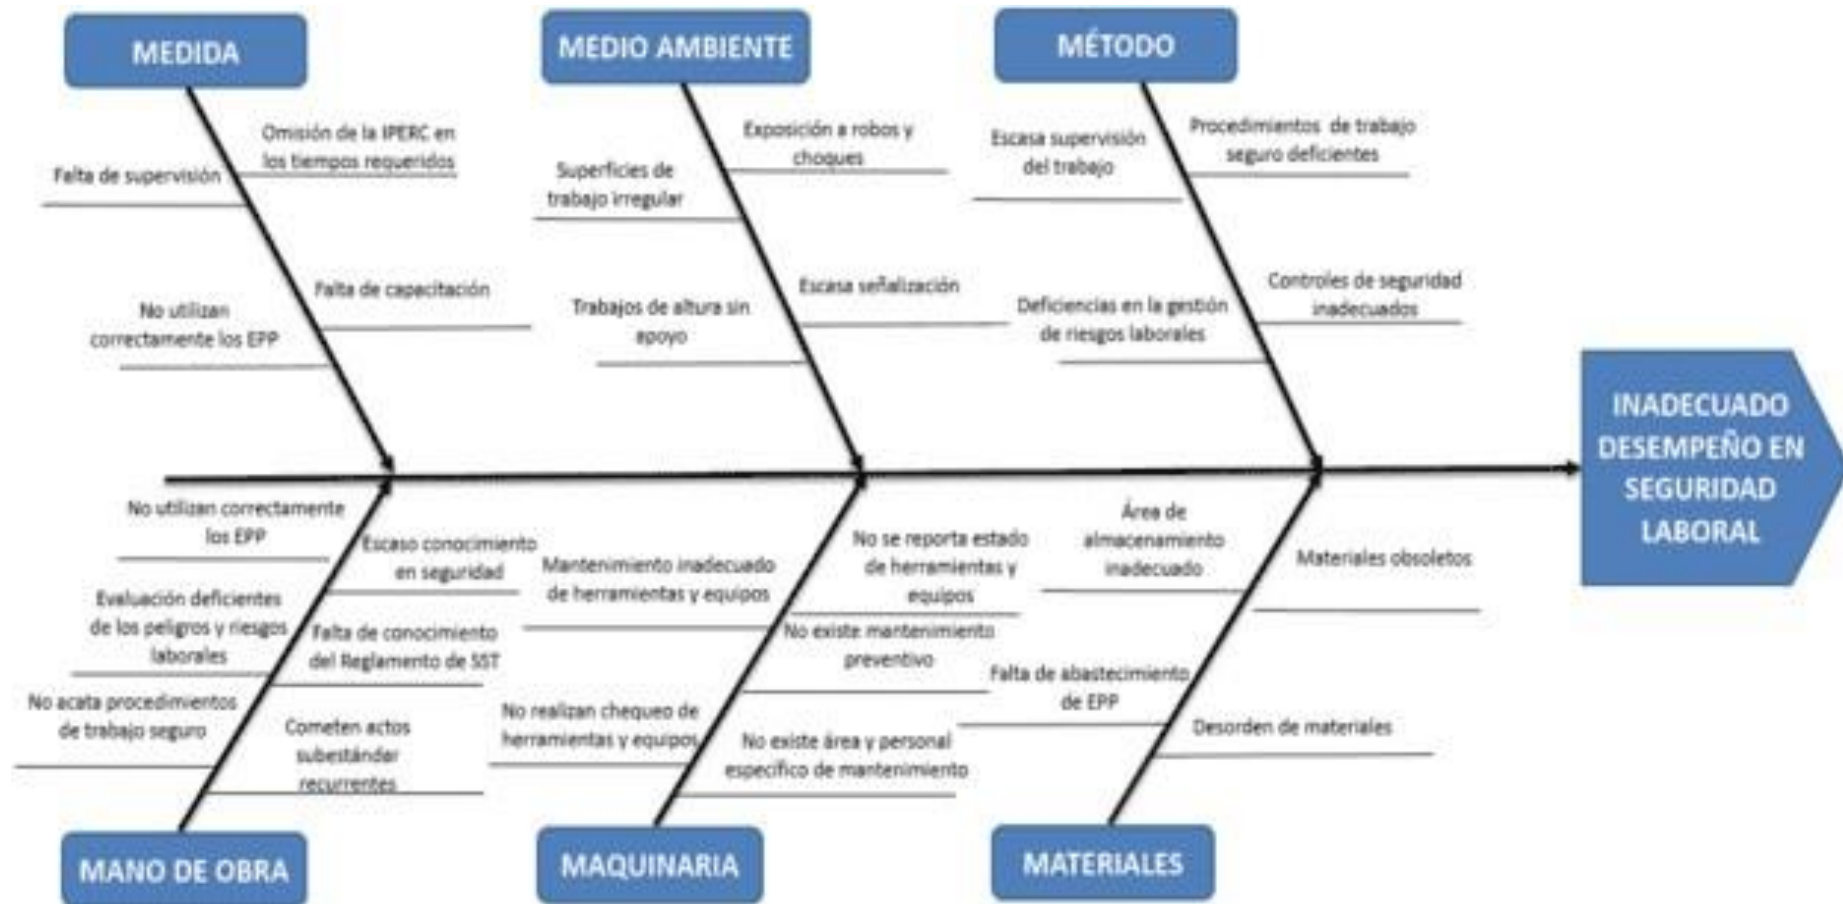 MEDIDA
MEDIO AMBIENTE
MÉTODO
Falta de supervisión
Omisión de la IPERC en
los tiempos requeridos
No utilizan
correctamente los EPP
Falta de capacitación
Superficies de
trabajo irregular
Exposición a robos y
choques
Trabajos de altura sin
apoyo
Escasa señalización
Escasa supervisión
del trabajo
Procedimientos de trabajo
seguro deficientes
Deficiencias en la gestión
de riesgos laborales
Controles de seguridad
inadecuados
INADECUADO
DESEMPEÑO EN
SEGURIDAD
LABORAL
No utilizan correctamente
los EPP
Escaso conocimiento
en seguridad
Evaluación deficientes
de los peligros y riesgos
laborales
Falta de conocimiento
del Reglamento de SST
No acata procedimientos
de trabajo seguro
Cometen actos
subestándar
recurrentes
Mantenimiento inadecuado
de herramientas y equipos
No se reporta estado
de herramientas y
equipos
No existe mantenimiento
preventivo
No realizan chequeo de
herramientas y equipos
No existe área y personal
específico de mantenimiento
Área de
almacenamiento
inadecuado
Materiales obsoletos
Falta de abastecimiento
de EPP
Desorden de materiales
MANO DE OBRA
MAQUINARIA
MATERIALES